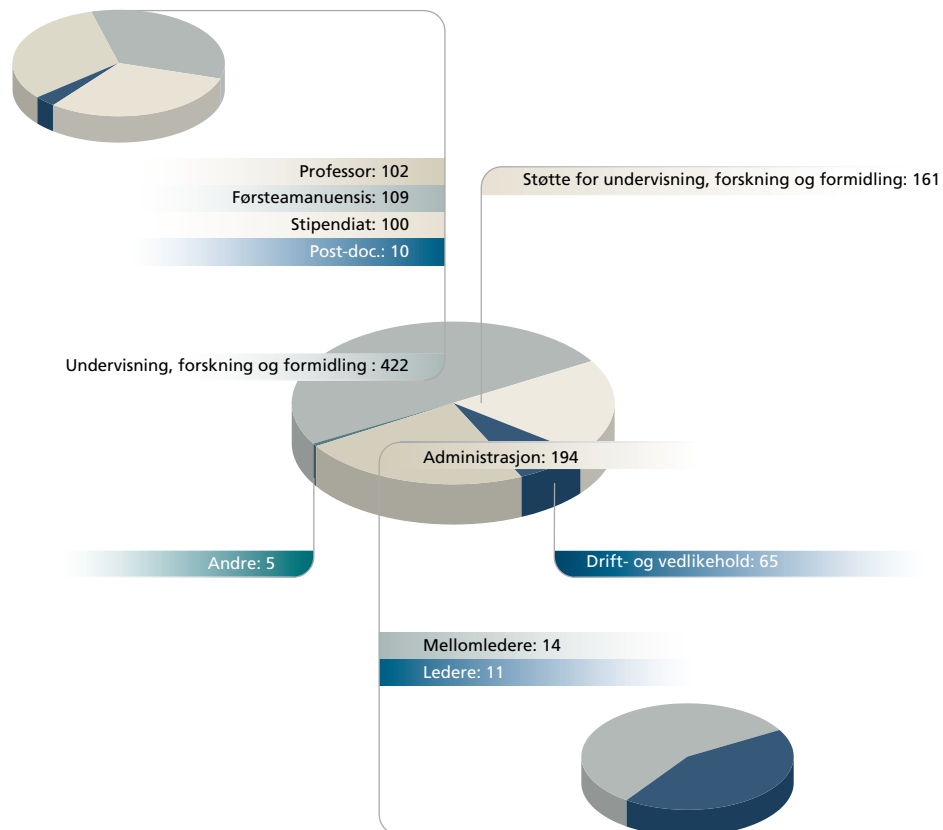 Professor: 102
Førsteamanuensis: 109
Stipendiat: 100
Post-doc.: 10
Støtte for undervisning, forskning og formidling: 161
Undervisning, forskning og formidling : 422
Administrasjon: 194
Andre: 5
Drift- og vedlikehold: 65
Mellomledere: 14
Ledere: 11